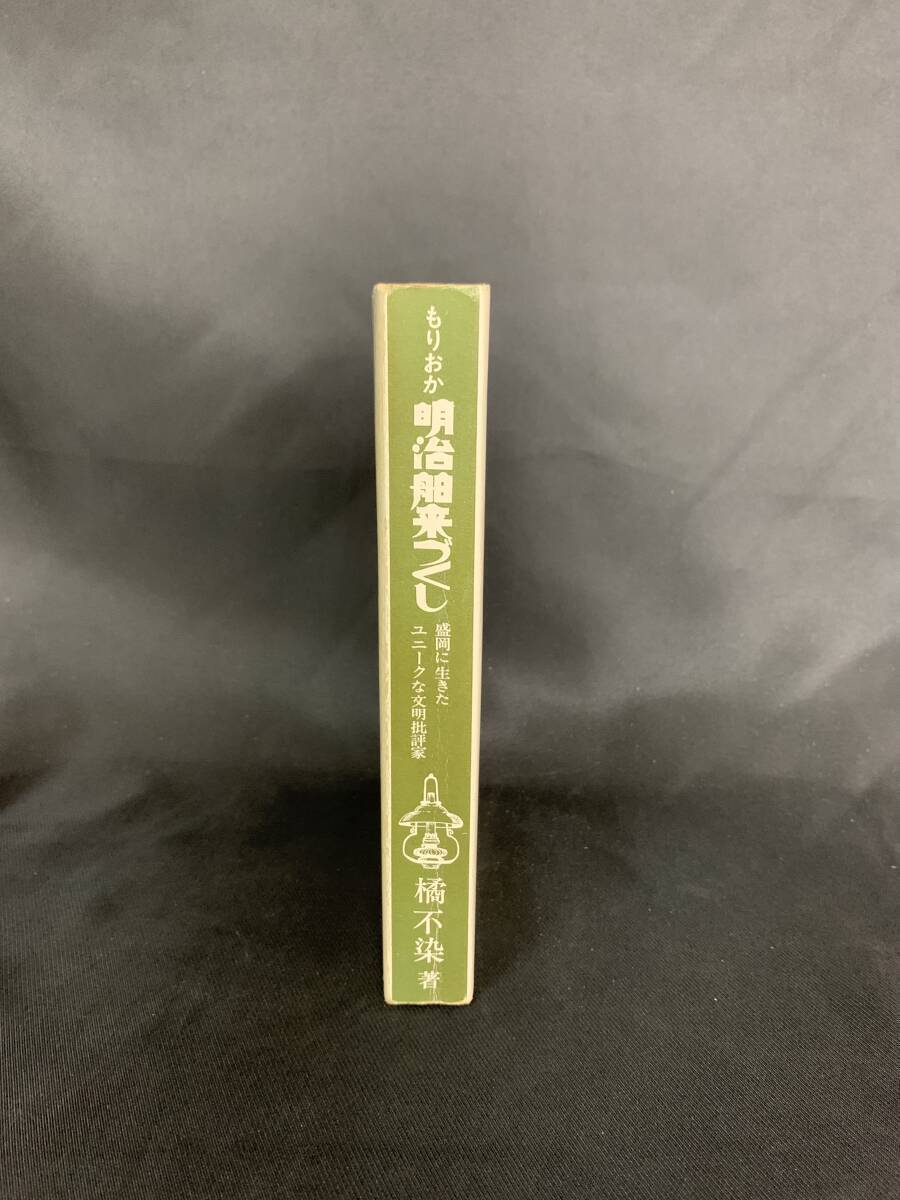 もりおか
明治舶来づくし
盛岡に生きた
ユニークな文明批評家
橘不染 著